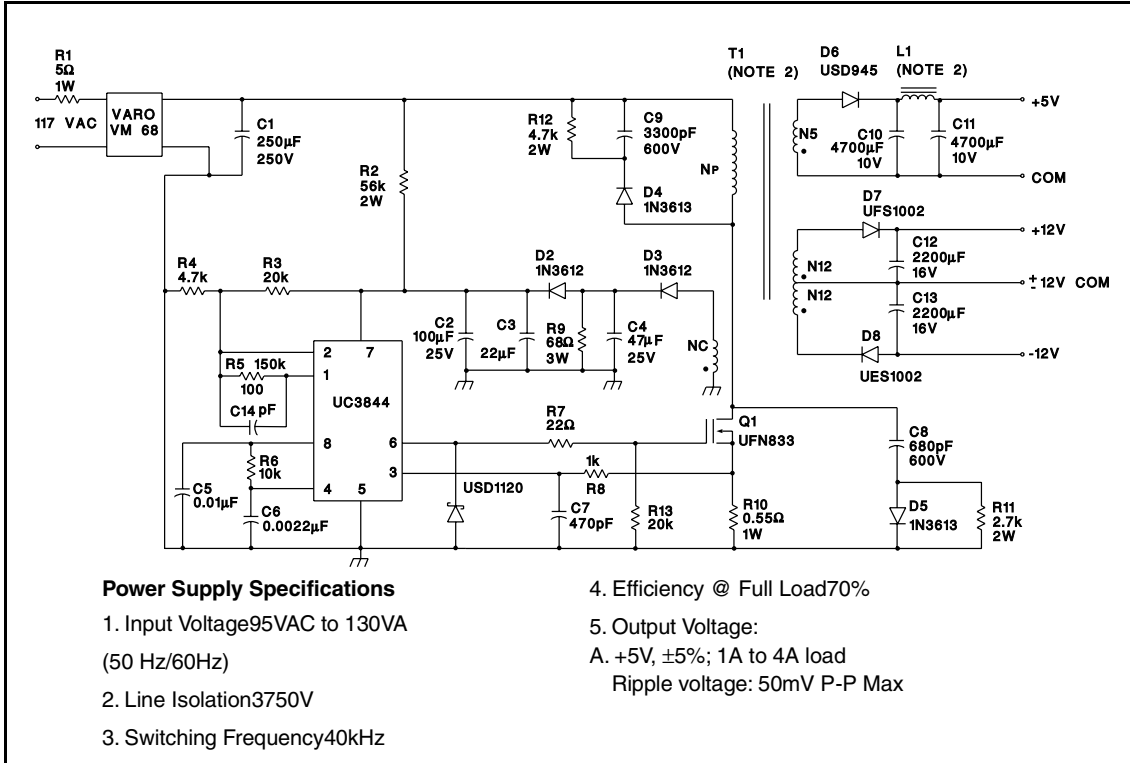 R1
5Ω
1W
117 VAC
VARO
VM 68
C1
250µF
250V
R2
56k
2W
R12
4.7k
2W
C9
3300pF
600V
D4
1N3613
NP
T1
(NOTE 2)
D6
USD945
L1
(NOTE 2)
+5V
N5
C10
4700µF
10V
C11
4700µF
10V
COM
D7
UFS1002
+12V
N12
N12
C12
2200µF
16V
± 12V COM
C13
2200µF
16V
D8
UES1002
-12V
R4
4.7k
R3
20k
D2
1N3612
D3
1N3612
C2
100µF
25V
C3
22µF
R9
68Ω
3W
C4
47µF
25V
NC
R5 150k
100
C14 pF
2
7
1
UC3844
8
6
3
4
5
R6
10k
C5
0.01µF
C6
0.0022µF
USD1120
R7
22Ω
1k
R8
C7
470pF
R13
20k
Q1
UFN833
R10
0.55Ω
1W
C8
680pF
600V
D5
1N3613
R11
2.7k
2W
Power Supply Specifications
1. Input Voltage95VAC to 130VA
(50 Hz/60Hz)
2. Line Isolation3750V
3. Switching Frequency40kHz
4. Efficiency @ Full Load70%
5. Output Voltage:
A. +5V, ±5%; 1A to 4A load
Ripple voltage: 50mV P-P Max